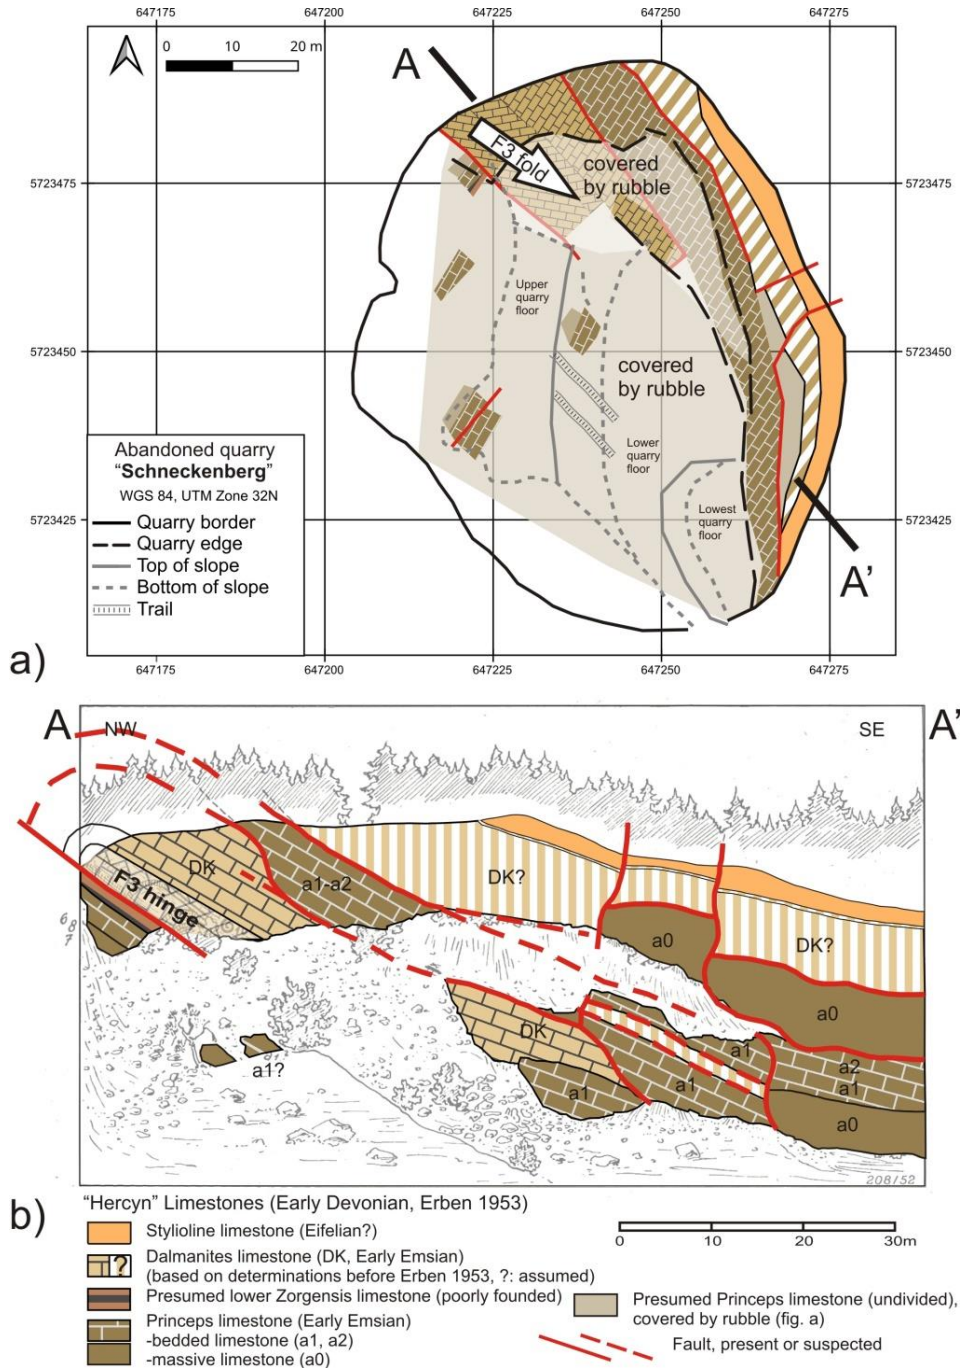 647175 647200 647225 647250 647275
0 10 20 m
A
F3 fold
covered
by rubble
5723475 5723475
Upper
quarry
floor
5723450 5723450
covered
by rubble
Lower
quarry
floor
Lowest
quarry
floor
5723425 5723425
A'
Abandoned quarry
"Schneckenberg"
WGS 84, UTM Zone 32N
Quarry border
Quarry edge
Top of slope
Bottom of slope
Trail
a)
647175 647200 647225 647250 647275
A NW SE A'
DK
a1-a2
DK?
F3 hinge
6 8
7
a0
DK?
a0
DK
a1
a2
a1
a1?
a1
a1
a0
208/52
b)
"Hercyn" Limestones (Early Devonian, Erben 1953)
Stylioline limestone (Eifelian?)
? Dalmanites limestone (DK, Early Emsian)
(based on determinations before Erben 1953, ?: assumed)
Presumed lower Zorgensis limestone (poorly founded)
Princeps limestone (Early Emsian)
-bedded limestone (a1, a2)
-massive limestone (a0)
0 10 20 30m
Presumed Princeps limestone (undivided),
covered by rubble (fig. a)
Fault, present or suspected